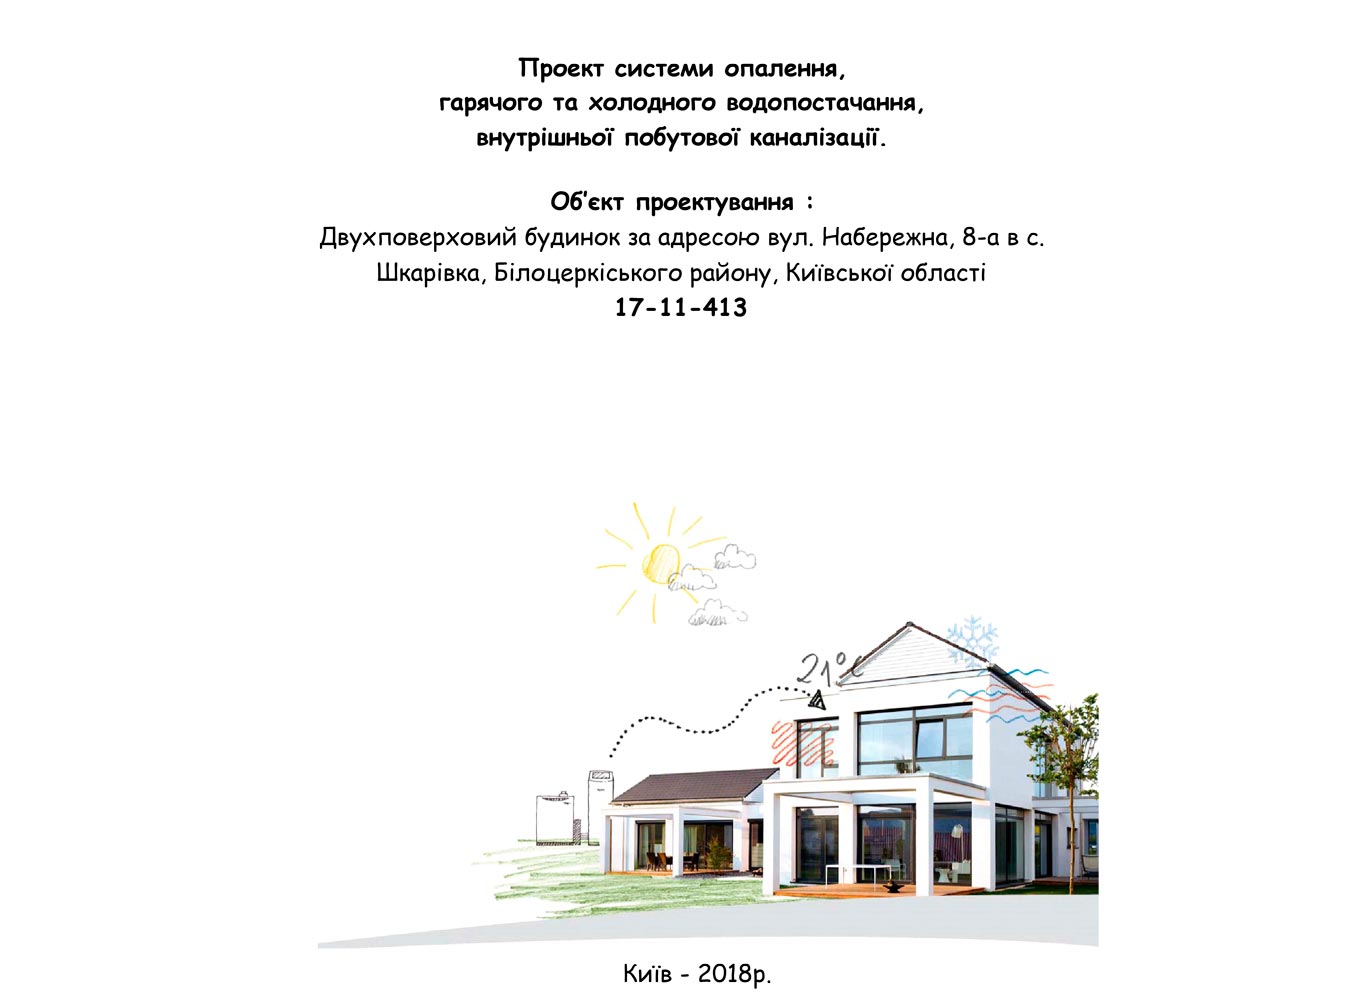 Проект системи опалення,
гарячого та холодного водопостачання,
внутрішньої побутової каналізації.
Об'єкт проектування :
Двухповерховий будинок за адресою вул. Набережна, 8-а в с.
Шкарівка, Білоцеркіського району, Київської області
17-11-413
21°C
Київ - 2018р.